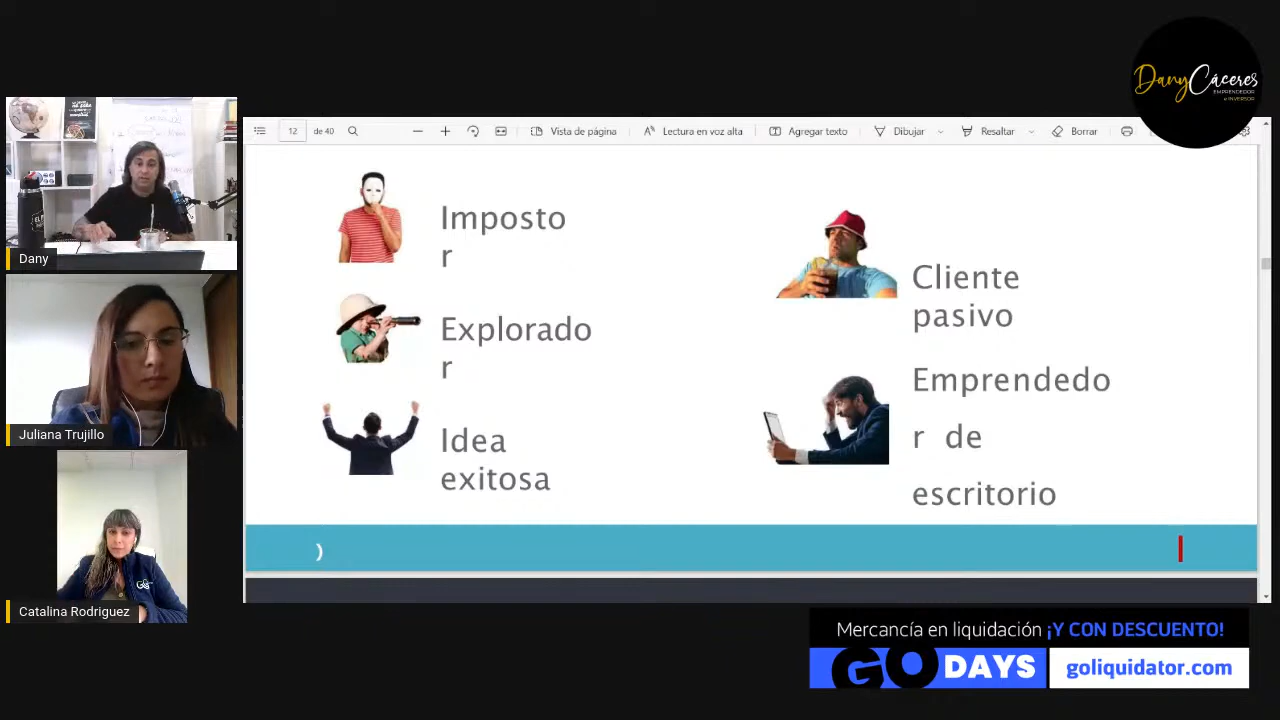 Dany Cáceres
EMPRENDEDOR
e INVERSOR
12 de 40
Vista de página
Lectura en voz alta
Agregar texto
Dibujar
Resaltar
Borrar
Imposto
r
Explorado
r
Idea
exitosa
Cliente
pasivo
Emprendedo
r de
escritorio
)
Dany
Juliana Trujillo
Catalina Rodriguez
Mercancía en liquidación ¡Y CON DESCUENTO!
GO DAYS
goliquidator.com